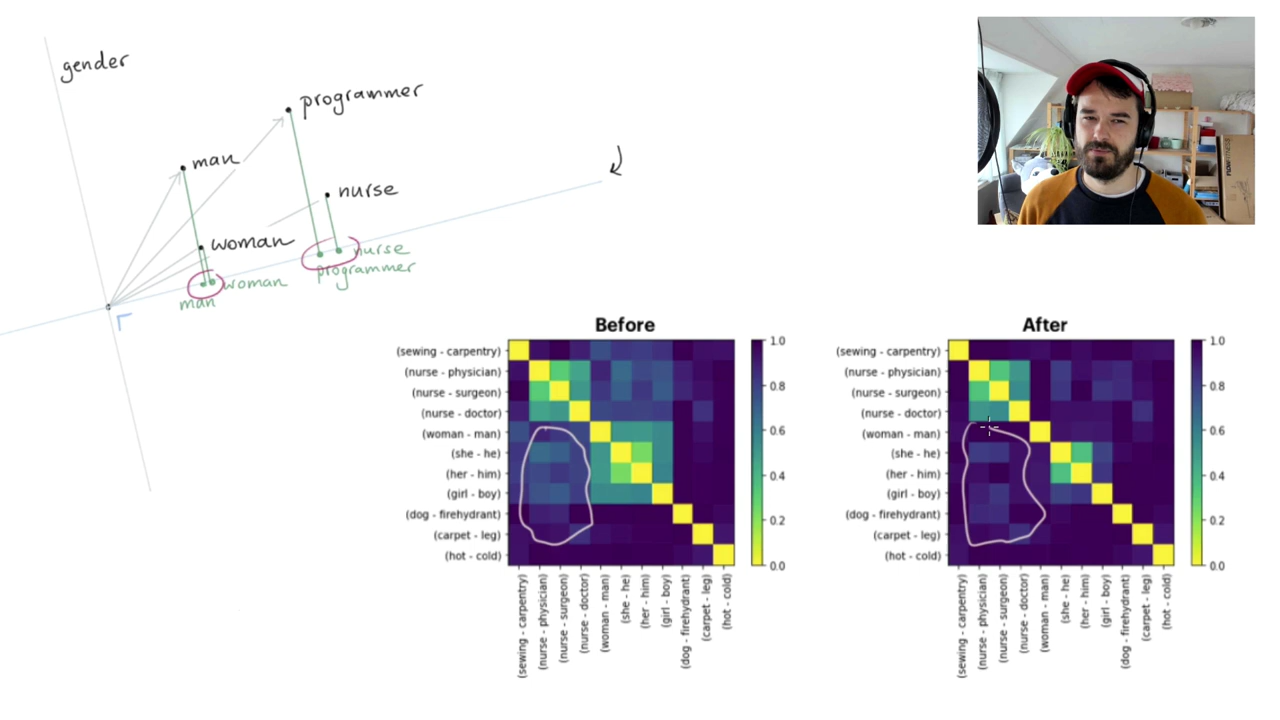 gender
programmer
man
nurse
woman
nurse
programmer
woman
man
Before
(sewing - carpentry)
(nurse - physician)
(nurse - surgeon)
(nurse - doctor)
(woman - man)
(she - he)
(her - him)
(girl - boy)
(dog - firehydrant)
(carpet - leg)
(hot - cold)
1.0
0.8
0.6
0.4
0.2
0.0
(sewing - carpentry)
(nurse - physician)
(nurse - surgeon)
(nurse - doctor)
(woman - man)
(she - he)
(her - him)
(girl - boy)
(dog - firehydrant)
(carpet - leg)
(hot - cold)
After
(sewing - carpentry)
(nurse - physician)
(nurse - surgeon)
(nurse - doctor)
(woman - man)
(she - he)
(her - him)
(girl - boy)
(dog - firehydrant)
(carpet - leg)
(hot - cold)
1.0
0.8
0.6
0.4
0.2
0.0
(sewing - carpentry)
(nurse - physician)
(nurse - surgeon)
(nurse - doctor)
(woman - man)
(she - he)
(her - him)
(girl - boy)
(dog - firehydrant)
(carpet - leg)
(hot - cold)